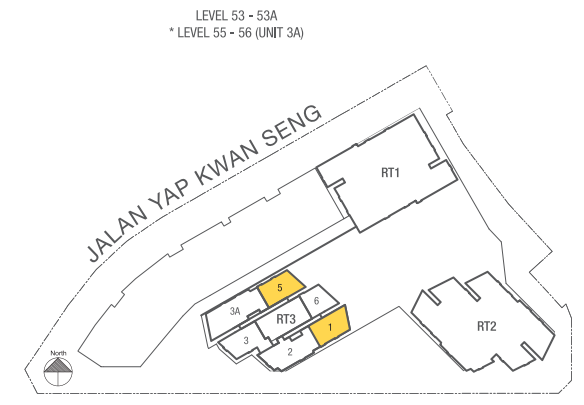 LEVEL 53 - 53A
* LEVEL 55 - 56 (UNIT 3A)
JALAN YAP KWAN SENG
RT1
5
3A
6
RT3
1
3
2
RT2
North